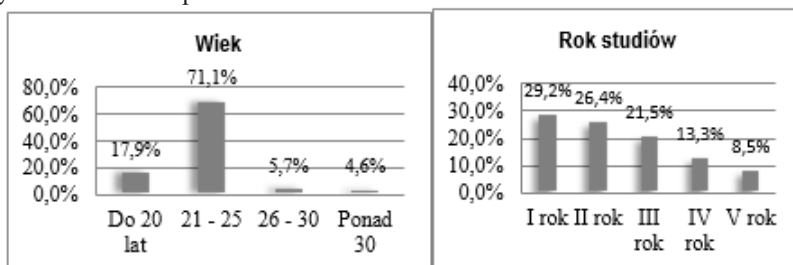 Wiek
80,0%
60,0%
40,0%
20,0%
0,0%
17,9%
71,1%
5,7%
4,6%
Do 20 lat
21 - 25
26 - 30
Ponad 30
Rok studiów
40,0%
30,0%
20,0%
10,0%
0,0%
29,2%
26,4%
21,5%
13,3%
8,5%
I rok
II rok
III rok
IV rok
V rok